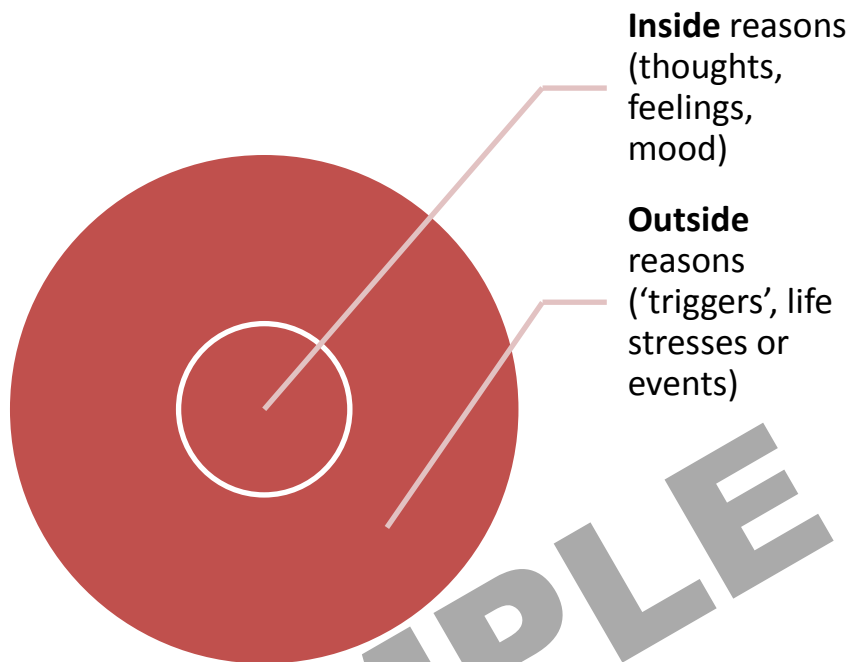 Inside reasons
(thoughts,
feelings,
mood)
Outside
reasons
(‘triggers’, life
stresses or
events)